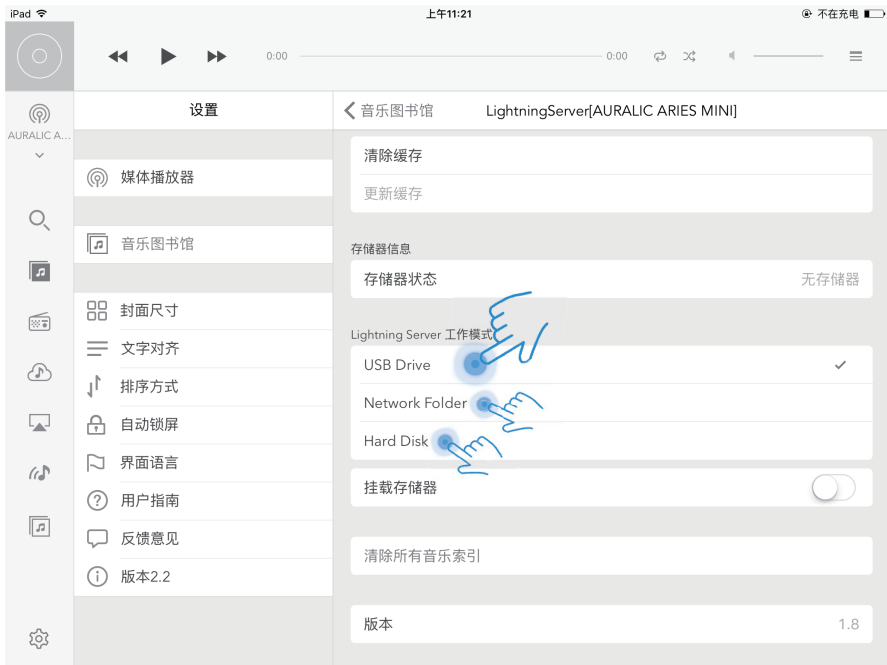 iPad 上午11:21 不在充电
0:00 0:00
AURALIC A...
设置
音乐图书馆 LightningServer[AURALIC ARIES MINI]
媒体播放器
音乐图书馆
封面尺寸
文字对齐
排序方式
自动锁屏
界面语言
用户指南
反馈意见
版本2.2
清除缓存
更新缓存
存储器信息
存储器状态 无存储器
Lightning Server 工作模式
USB Drive
Network Folder
Hard Disk
挂载存储器
清除所有音乐索引
版本 1.8